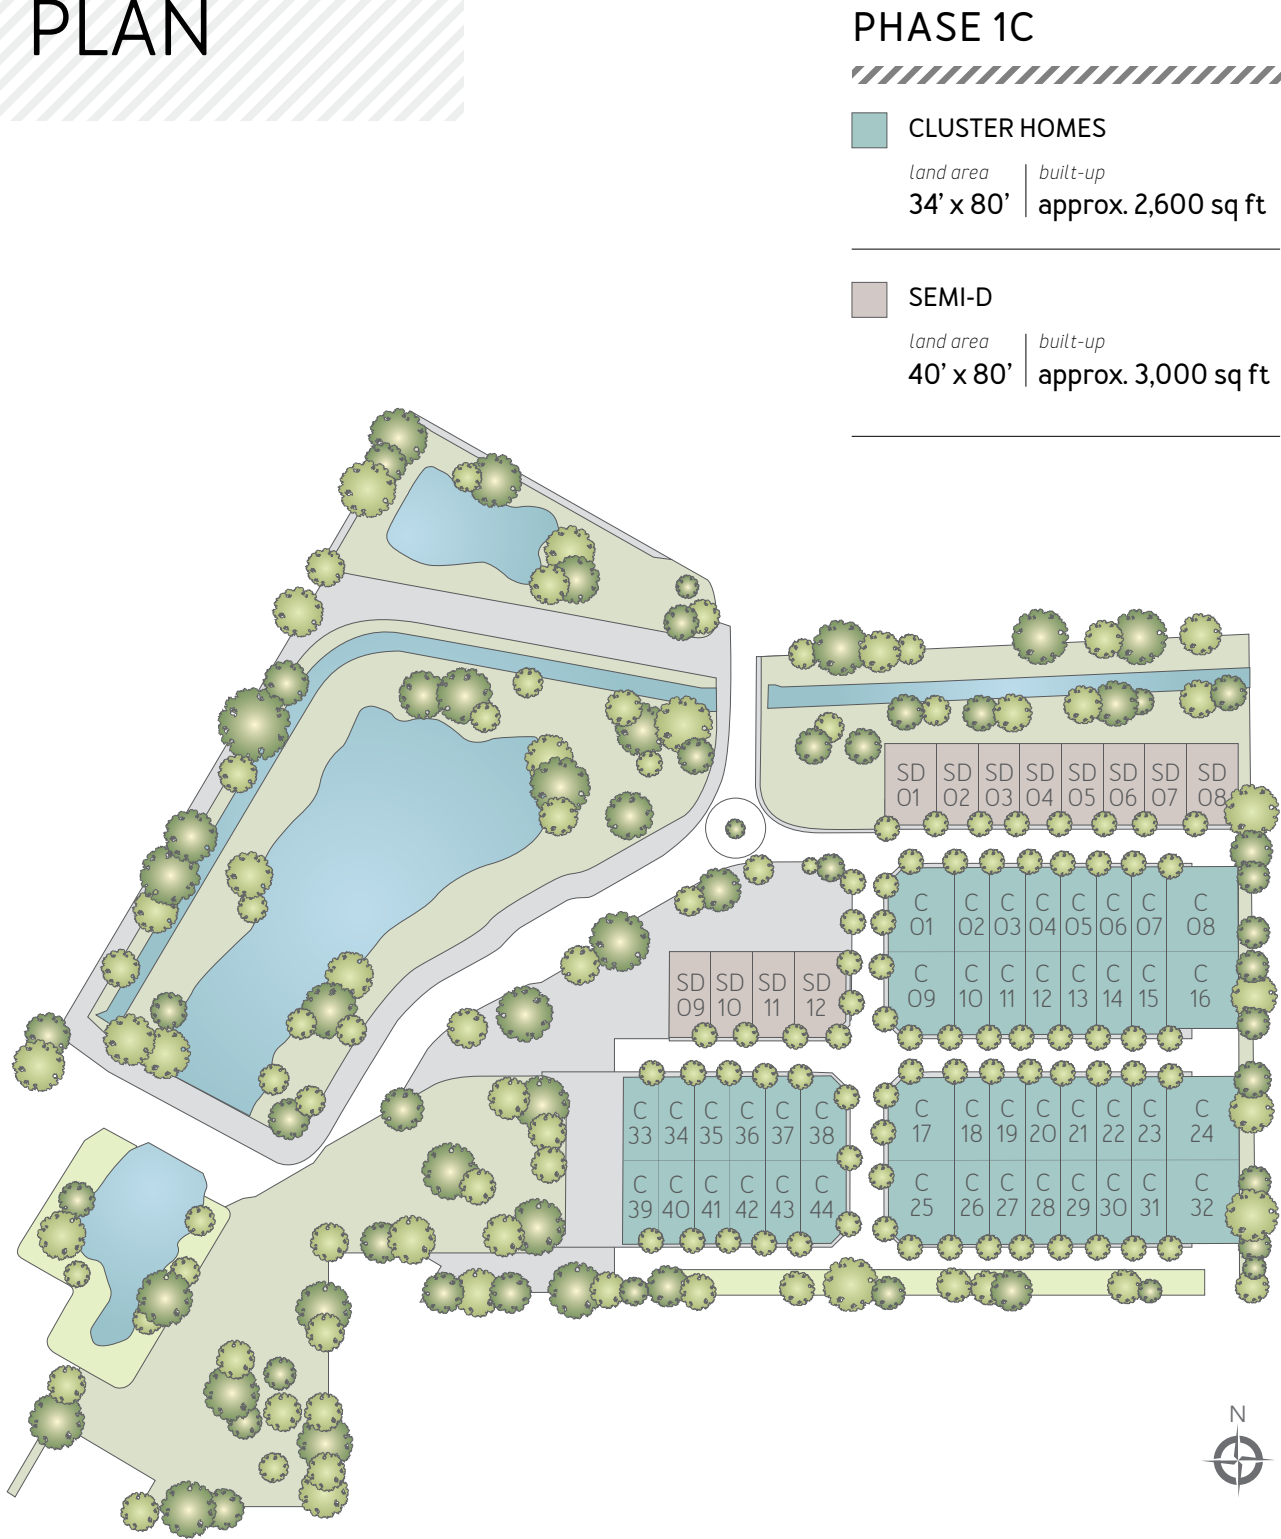 PLAN
PHASE 1C
CLUSTER HOMES
land area built-up
34' x 80' approx. 2,600 sq ft
SEMI-D
land area built-up
40' x 80' approx. 3,000 sq ft
SD SD SD SD SD SD SD SD
01 02 03 04 05 06 07 08
C C C C C C C C
01 02 03 04 05 06 07 08
C C C C C C C C
09 10 11 12 13 14 15 16
SD SD SD SD
09 10 11 12
C C C C C C
33 34 35 36 37 38
C C C C C C
39 40 41 42 43 44
C C C C C C C C
17 18 19 20 21 22 23 24
C C C C C C C C
25 26 27 28 29 30 31 32
N